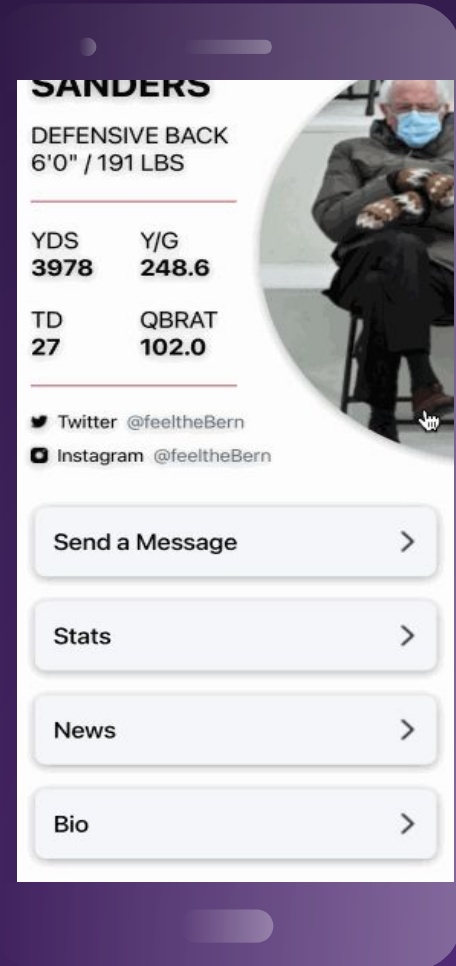 SANDERS
DEFENSIVE BACK
6'0" / 191 LBS
YDS Y/G
3978 248.6
TD QBRAT
27 102.0
Twitter @feeltheBern
Instagram @feeltheBern
Send a Message
Stats
News
Bio